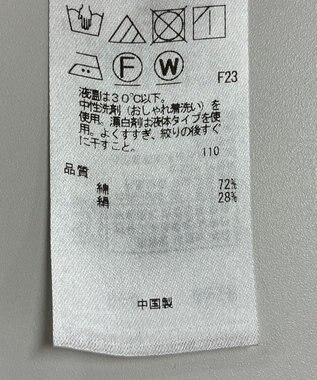 F W
F23
液温は30℃以下。
中性洗剤（おしゃれ着洗い）を
使用。漂白剤は液体タイプを使
用。よくすすぎ、絞りの後すぐ
に干すこと。
110
品質
綿 72%
絹 28%
中国製